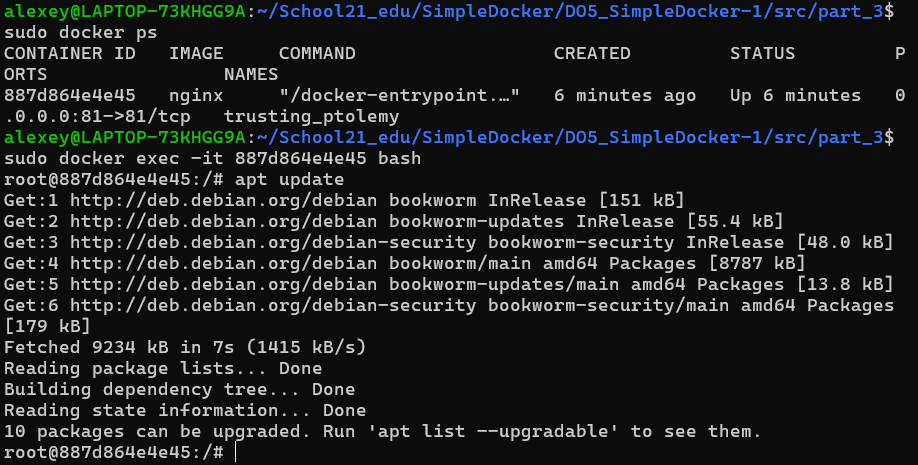 alexey@LAPTOP-73KHGG9A:~/School21_edu/SimpleDocker/DO5_SimpleDocker-1/src/part_3$
sudo docker ps
CONTAINER ID   IMAGE     COMMAND                  CREATED         STATUS         P
ORTS                NAMES
887d864e4e45   nginx     "/docker-entrypoint.…"   6 minutes ago   Up 6 minutes   0
.0.0.0:81->81/tcp   trusting_ptolemy
alexey@LAPTOP-73KHGG9A:~/School21_edu/SimpleDocker/DO5_SimpleDocker-1/src/part_3$
sudo docker exec -it 887d864e4e45 bash
root@887d864e4e45:/# apt update
Get:1 http://deb.debian.org/debian bookworm InRelease [151 kB]
Get:2 http://deb.debian.org/debian bookworm-updates InRelease [55.4 kB]
Get:3 http://deb.debian.org/debian-security bookworm-security InRelease [48.0 kB]
Get:4 http://deb.debian.org/debian bookworm/main amd64 Packages [8787 kB]
Get:5 http://deb.debian.org/debian bookworm-updates/main amd64 Packages [13.8 kB]
Get:6 http://deb.debian.org/debian-security bookworm-security/main amd64 Packages
[179 kB]
Fetched 9234 kB in 7s (1415 kB/s)
Reading package lists... Done
Building dependency tree... Done
Reading state information... Done
10 packages can be upgraded. Run 'apt list --upgradable' to see them.
root@887d864e4e45:/#